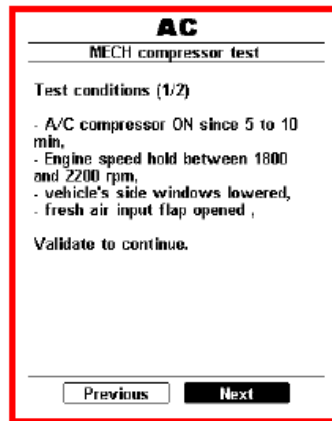 AC
MECH compressor test
Test conditions (1/2)
- A/C compressor ON since 5 to 10
min,
- Engine speed hold between 1800
and 2200 rpm,
- vehicle's side windows lowered,
- fresh air input flap opened ,
Validate to continue.
Previous
Next